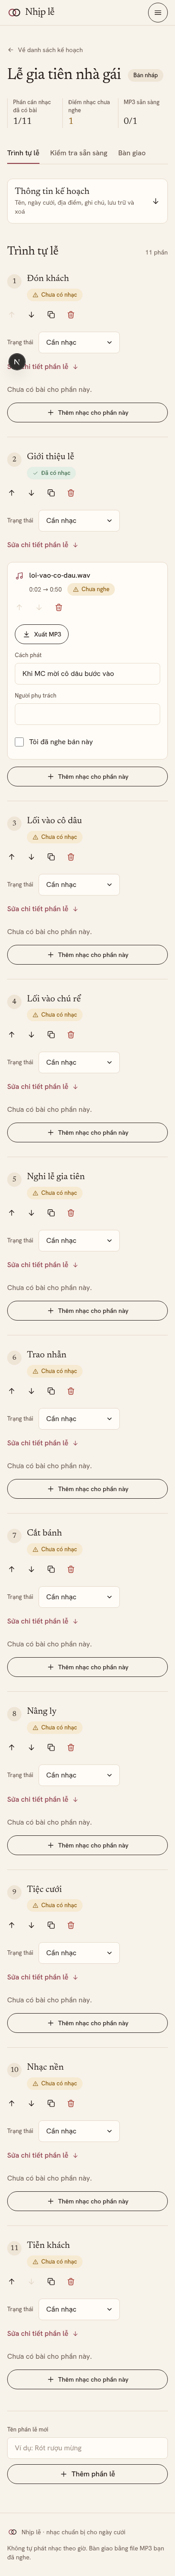 Nhịp lễ
Về danh sách kế hoạch
Lễ gia tiên nhà gái
Bản nháp
Phần cần nhạc đã có bài
1/11
Điểm nhạc chưa nghe
1
MP3 sẵn sàng
0/1
Trình tự lễ
Kiểm tra sẵn sàng
Bàn giao
Thông tin kế hoạch
Tên, ngày cưới, địa điểm, ghi chú, lưu trữ và
xoá
Trình tự lễ
11 phần
1
Đón khách
Chưa có nhạc
Trạng thái
Cần nhạc
N
chi tiết phần lễ
Chưa có bài cho phần này.
Thêm nhạc cho phần này
2
Giới thiệu lễ
Đã có nhạc
Trạng thái
Cần nhạc
Sửa chi tiết phần lễ
loi-vao-co-dau.wav
0:02 → 0:50
Chưa nghe
Xuất MP3
Cách phát
Khi MC mời cô dâu bước vào
Người phụ trách
Tôi đã nghe bản này
Thêm nhạc cho phần này
3
Lối vào cô dâu
Chưa có nhạc
Trạng thái
Cần nhạc
Sửa chi tiết phần lễ
Chưa có bài cho phần này.
Thêm nhạc cho phần này
4
Lối vào chú rể
Chưa có nhạc
Trạng thái
Cần nhạc
Sửa chi tiết phần lễ
Chưa có bài cho phần này.
Thêm nhạc cho phần này
5
Nghi lễ gia tiên
Chưa có nhạc
Trạng thái
Cần nhạc
Sửa chi tiết phần lễ
Chưa có bài cho phần này.
Thêm nhạc cho phần này
6
Trao nhẫn
Chưa có nhạc
Trạng thái
Cần nhạc
Sửa chi tiết phần lễ
Chưa có bài cho phần này.
Thêm nhạc cho phần này
7
Cắt bánh
Chưa có nhạc
Trạng thái
Cần nhạc
Sửa chi tiết phần lễ
Chưa có bài cho phần này.
Thêm nhạc cho phần này
8
Nâng ly
Chưa có nhạc
Trạng thái
Cần nhạc
Sửa chi tiết phần lễ
Chưa có bài cho phần này.
Thêm nhạc cho phần này
9
Tiệc cưới
Chưa có nhạc
Trạng thái
Cần nhạc
Sửa chi tiết phần lễ
Chưa có bài cho phần này.
Thêm nhạc cho phần này
10
Nhạc nền
Chưa có nhạc
Trạng thái
Cần nhạc
Sửa chi tiết phần lễ
Chưa có bài cho phần này.
Thêm nhạc cho phần này
11
Tiễn khách
Chưa có nhạc
Trạng thái
Cần nhạc
Sửa chi tiết phần lễ
Chưa có bài cho phần này.
Thêm nhạc cho phần này
Tên phần lễ mới
Ví dụ: Rót rượu mừng
Thêm phần lễ
Nhịp lễ · nhạc chuẩn bị cho ngày cưới
Không tự phát nhạc theo giờ. Bàn giao bằng file MP3 bạn
đã nghe.